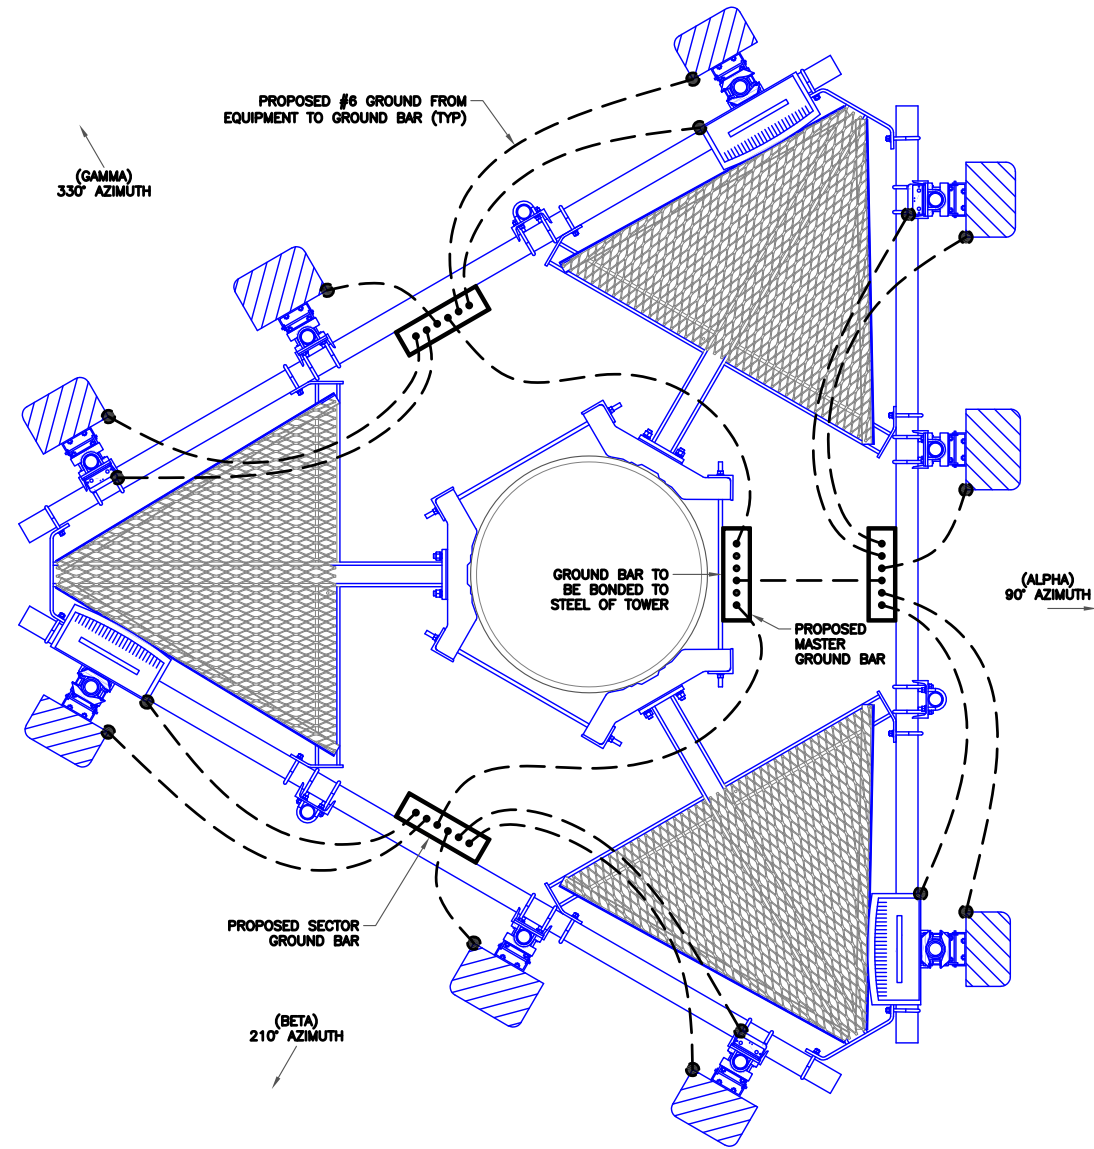 PROPOSED #6 GROUND FROM
EQUIPMENT TO GROUND BAR (TYP)
(GAMMA)
330° AZIMUTH
GROUND BAR TO
BE BONDED TO
STEEL OF TOWER
(ALPHA)
90° AZIMUTH
PROPOSED
MASTER
GROUND BAR
PROPOSED SECTOR
GROUND BAR
(BETA)
210° AZIMUTH